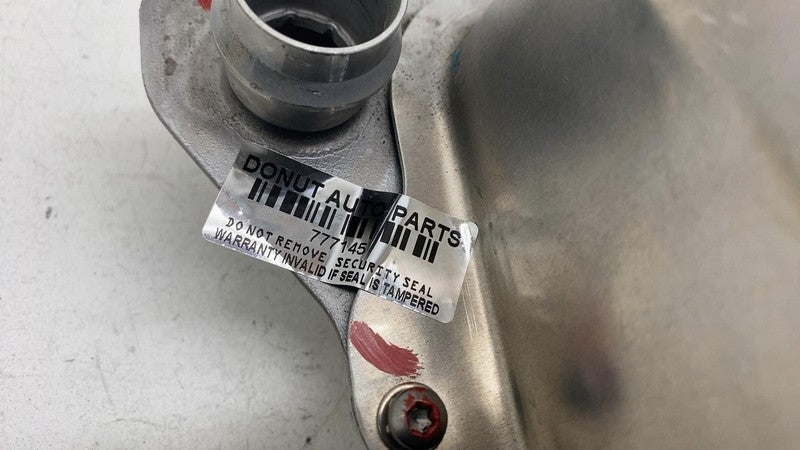 DONUT AUTO PARTS
777145
DO NOT REMOVE SECURITY SEAL
WARRANTY INVALID IF SEAL IS TAMPERED